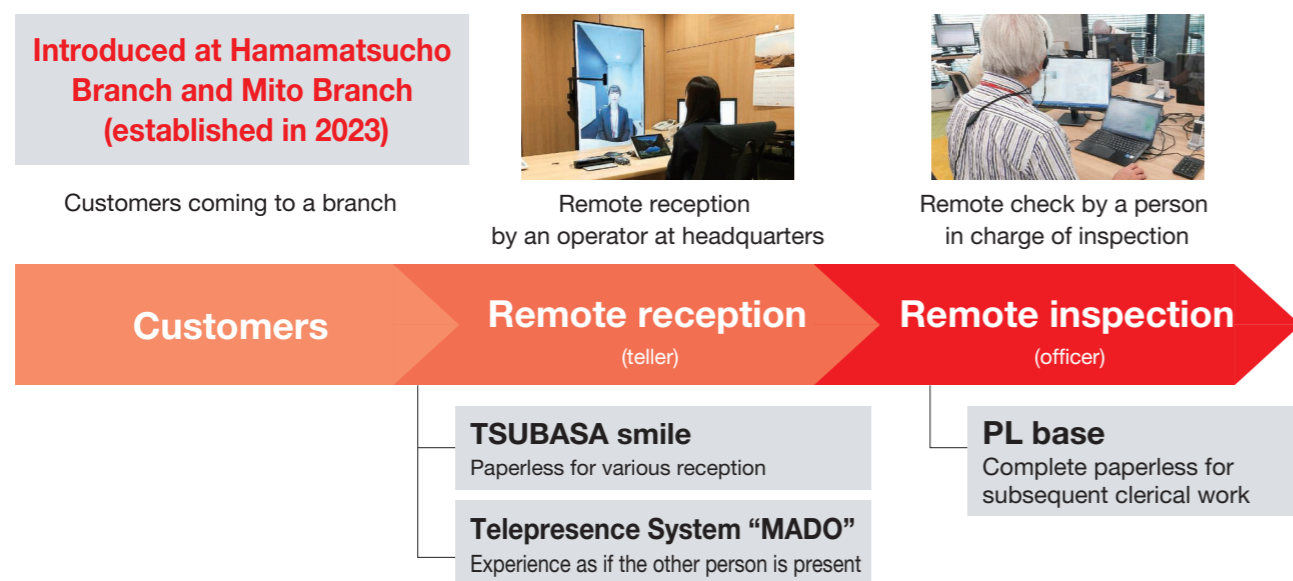 Introduced at Hamamatsucho
Branch and Mito Branch
(established in 2023)
Customers coming to a branch
Remote reception
by an operator at headquarters
Remote check by a person
in charge of inspection
Customers
Remote reception
(teller)
Remote inspection
(officer)
TSUBASA smile
Paperless for various reception
Telepresence System “MADO”
Experience as if the other person is present
PL base
Complete paperless for
subsequent clerical work